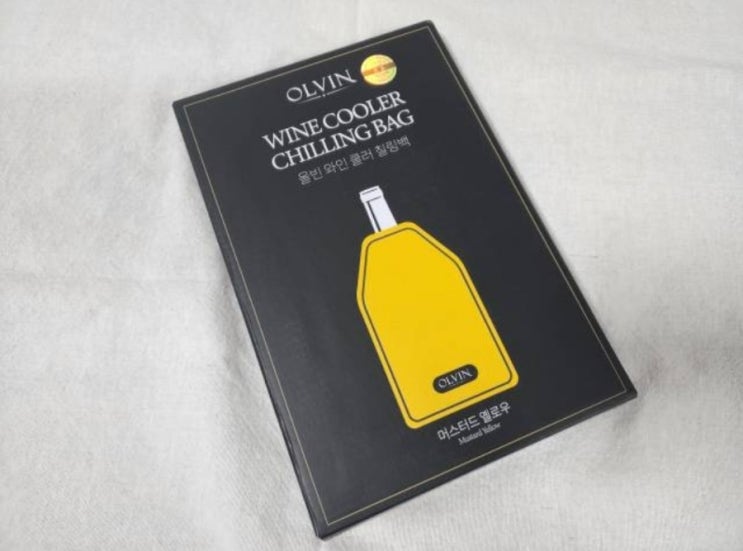 OLVIN
WINE COOLER
CHILLING BAG
올빈 와인 쿨러 칠링백
OLVIN
머스터드 옐로우
Mustard Yellow